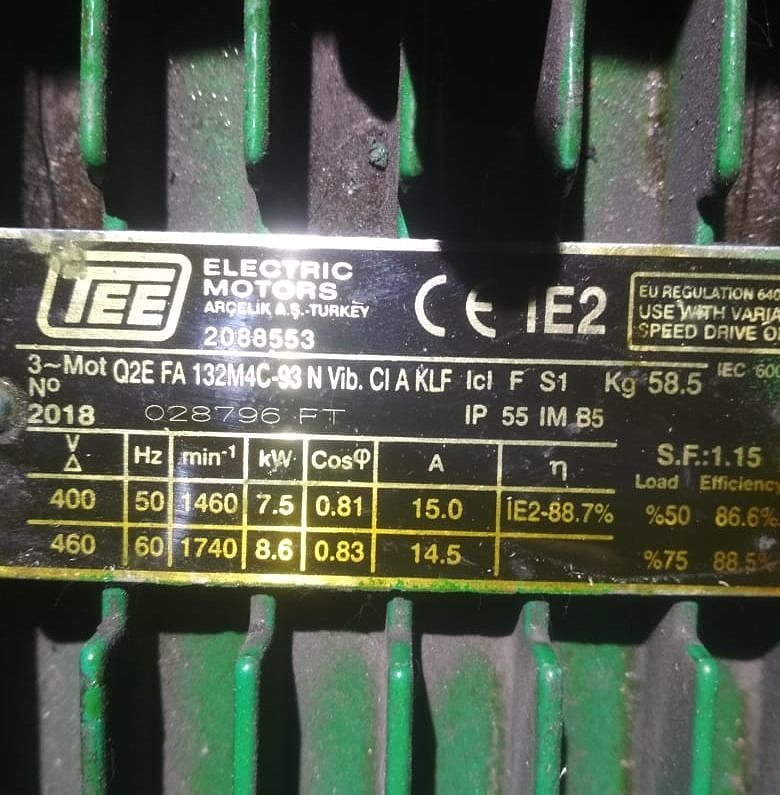 TEE
ELECTRIC
MOTORS
ARÇELİK A.Ş.-TURKEY
2088553
CE IE2
EU REGULATION 640
USE WITH
SPEED DRIVE
3~Mot Q2E FA 132M4C-93 N Vib. Cl A KLF Icl F S1 Kg 58.5 IEC
No
2018 028796 FT IP 55 IM B5
V Δ Hz min⁻¹ kW Cosφ A η
400 50 1460 7.5 0.81 15.0 IE2-88.7%
460 60 1740 8.6 0.83 14.5
S.F.:1.15
Load Efficiency
%50 86.6%
%75 88.5%